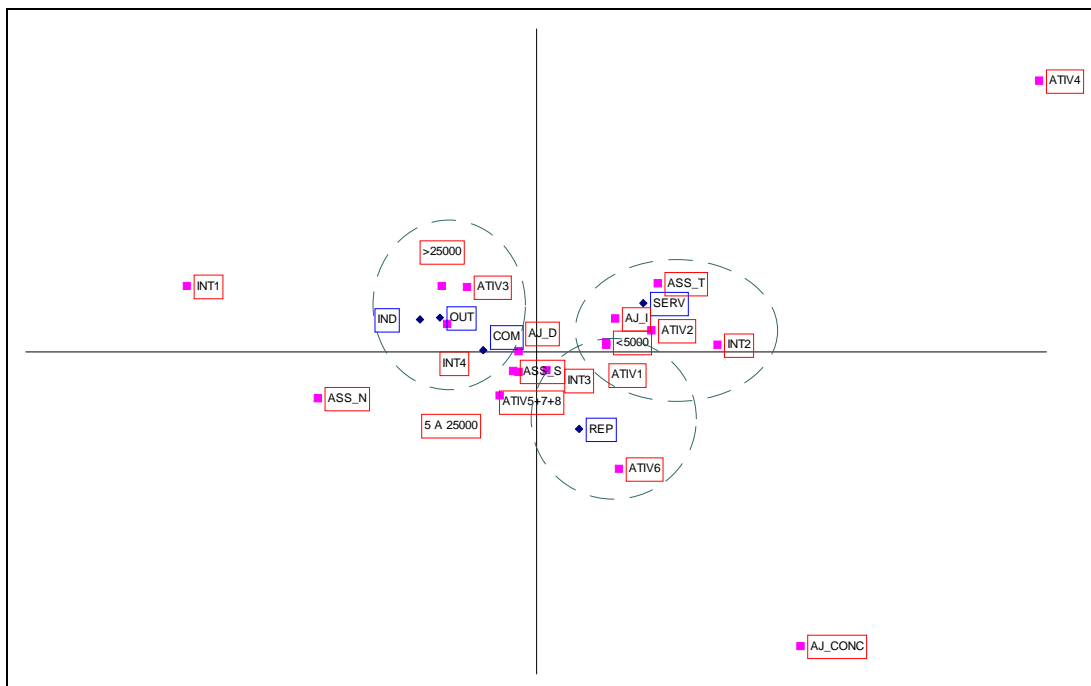 ATIV4
>25000
ASS_T
INT1
ATIV3
SERV
IND
OUT
AJ_I
COM
AJ_D
ATIV2
<5000
INT2
INT4
ASS_S
INT3
ATIV1
ASS_N
ATIV5+7+8
5 A 25000
REP
ATIV6
AJ_CONC